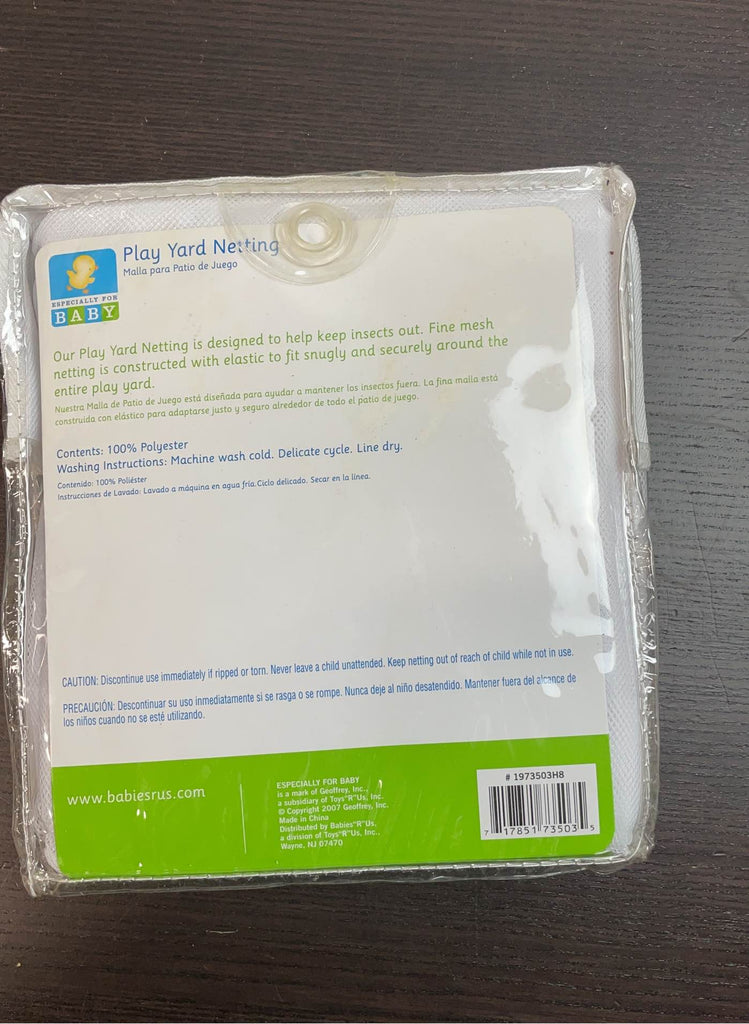 Play Yard Netting
Malla para Patio de Juego
ESPECIALLY FOR
BABY
Our Play Yard Netting is designed to help keep insects out. Fine mesh
netting is constructed with elastic to fit snugly and securely around the
entire play yard.
Nuestra Malla de Patio de Juego está diseñada para ayudar a mantener los insectos fuera. La fina malla está
construida con elástico para adaptarse justo y seguro alrededor de todo el patio de juego.
Contents: 100% Polyester
Washing Instructions: Machine wash cold. Delicate cycle. Line dry.
Contenido: 100% Poliéster
Instrucciones de Lavado: Lavado a máquina en agua fría. Ciclo delicado. Secar en la línea.
CAUTION: Discontinue use immediately if ripped or torn. Never leave a child unattended. Keep netting out of reach of child while not in use.
PRECAUCIÓN: Descontinuar su uso inmediatamente si se rasga o se rompe. Nunca deje al niño desatendido. Mantener fuera del alcance de
los niños cuando no se esté utilizando.
www.babiesrus.com
ESPECIALLY FOR BABY
is a mark of Geoffrey, Inc.,
a subsidiary of Toys"R"Us, Inc.
© Copyright 2007 Geoffrey, Inc.
Made in China
Distributed by Babies"R"Us,
a division of Toys"R"Us, Inc.,
Wayne, NJ 07470
# 1973503H8
7 17851 73503 5